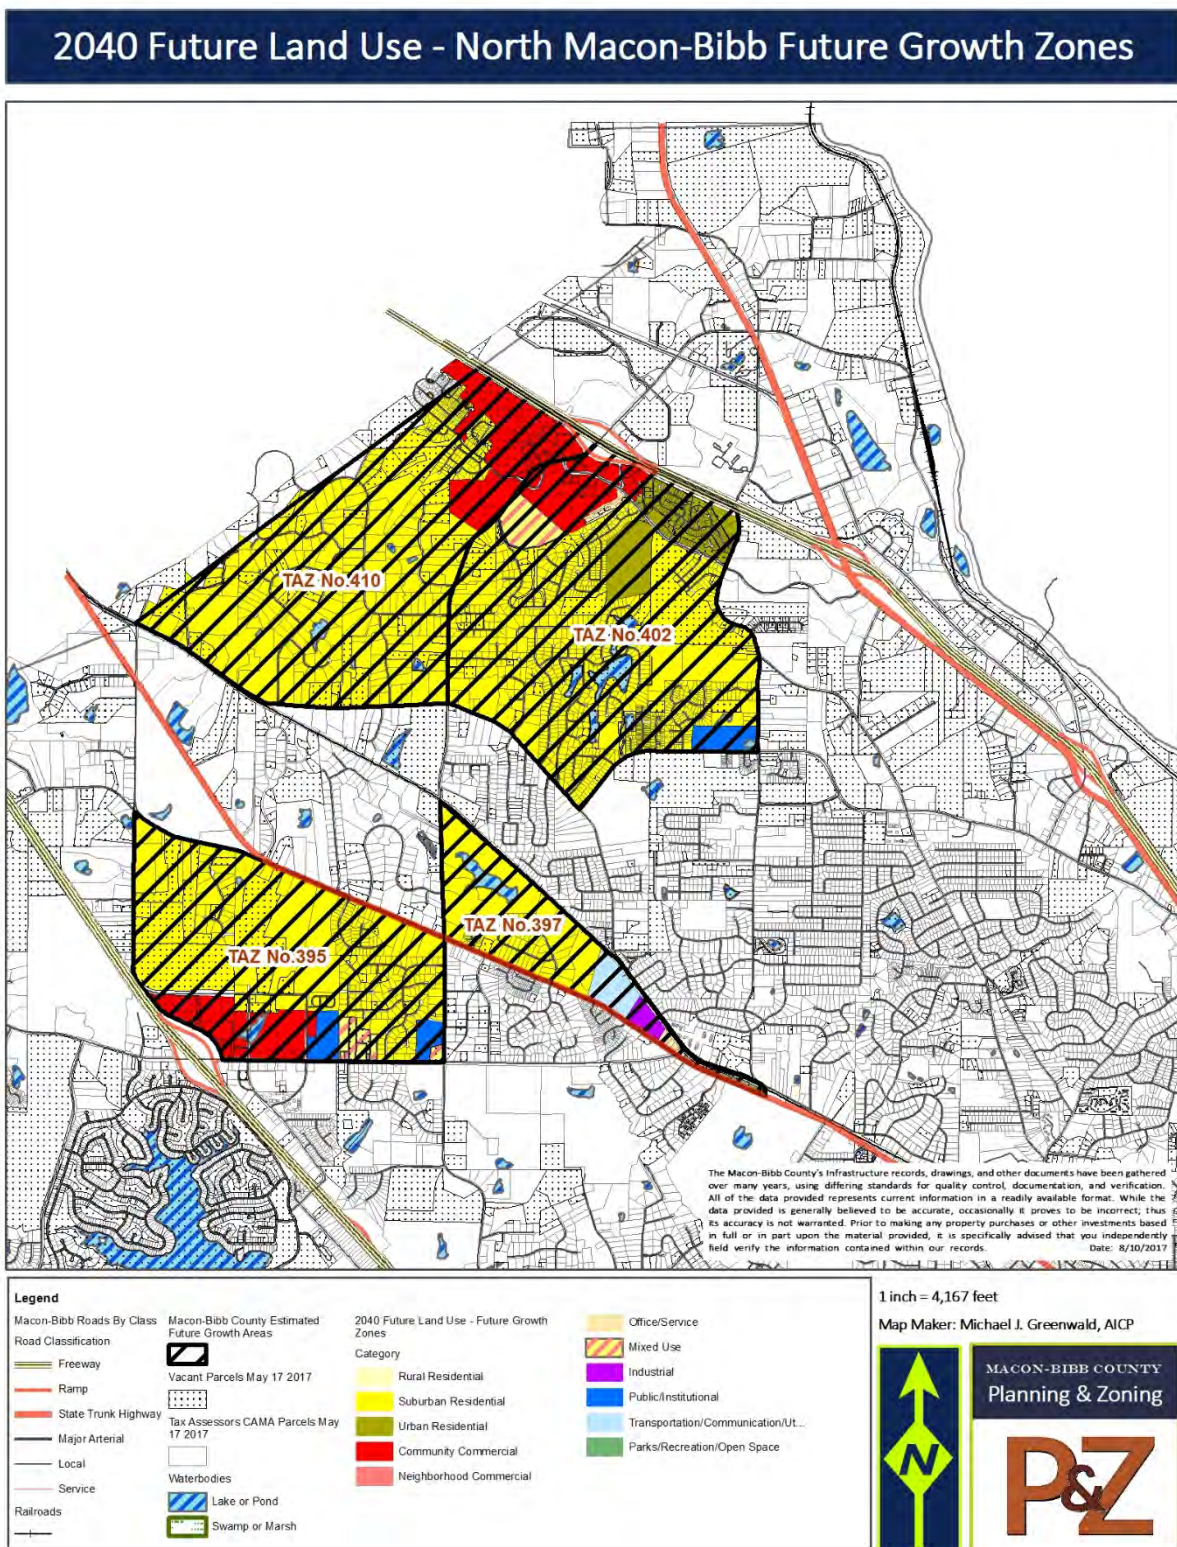 2040 Future Land Use - North Macon-Bibb Future Growth Zones
TAZ No.410
TAZ No.402
TAZ No.397
TAZ No.395
The Macon-Bibb County's Infrastructure records, drawings, and other documents have been gathered
over many years, using differing standards for quality control, documentation, and verification.
All of the data provided represents current information in a readily available format. While the
data provided is generally believed to be accurate, occasionally it proves to be incorrect; thus
its accuracy is not warranted. Prior to making any property purchases or other investments based
in full or in part upon the material provided, it is specifically advised that you independently
field verify the information contained within our records. Date: 8/10/2017
Legend
Macon-Bibb Roads By Class
Road Classification
Freeway
Ramp
State Trunk Highway
Major Arterial
Local
Service
Railroads
Macon-Bibb County Estimated
Future Growth Areas
Vacant Parcels May 17 2017
Tax Assessors CAMA Parcels May
17 2017
Waterbodies
Lake or Pond
Swamp or Marsh
2040 Future Land Use - Future Growth
Zones
Category
Rural Residential
Suburban Residential
Urban Residential
Community Commercial
Neighborhood Commercial
Office/Service
Mixed Use
Industrial
Public/Institutional
Transportation/Communication/Ut...
Parks/Recreation/Open Space
1 inch = 4,167 feet
Map Maker: Michael J. Greenwald, AICP
N
MACON-BIBB COUNTY
Planning & Zoning
P&Z